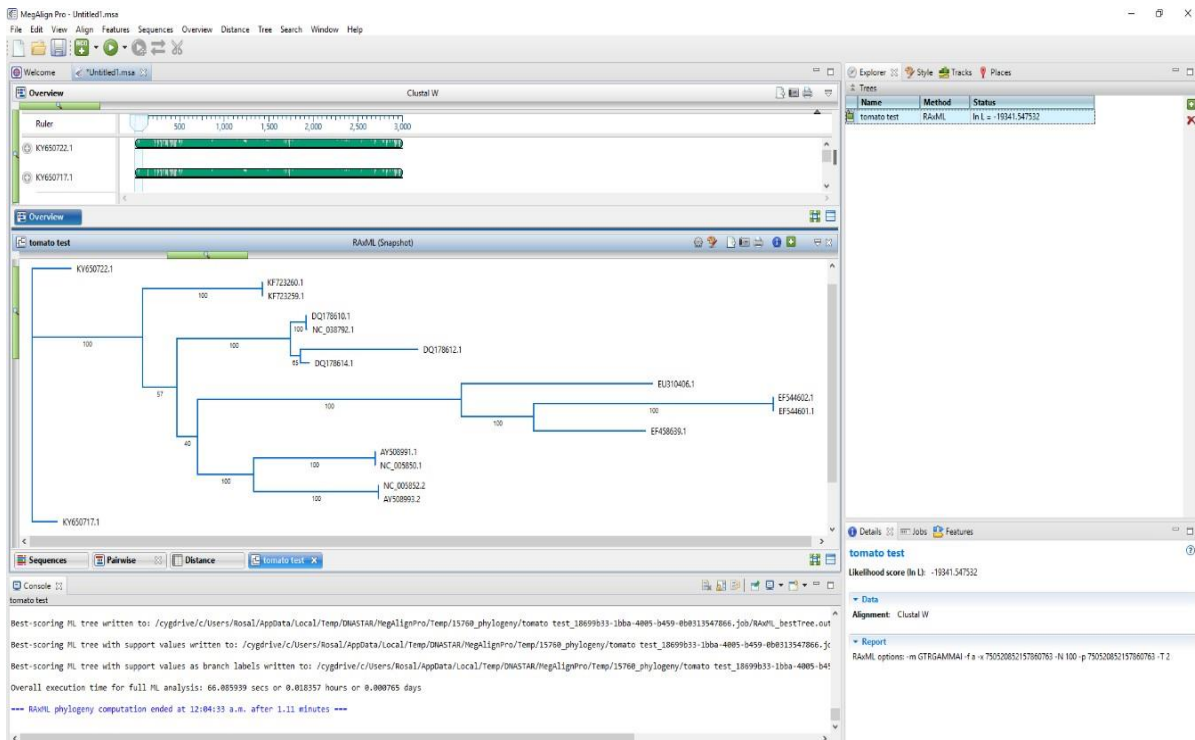 MegAlign Pro - Untitled1.msa
File Edit View Align Features Sequences Overview Distance Tree Search Window Help
Welcome *Untitled1.msa
Overview Clustal W
Ruler 500 1,000 1,500 2,000 2,500 3,000
KY650722.1
KY650717.1
Overview
tomato test RAxML (Snapshot)
KY650722.1
KF723260.1
100 KF723259.1
DQ178610.1
100 NC_038792.1
100 100 DQ178612.1
65 DQ178614.1
EU310406.1
57 EF544602.1
100 100 EF544601.1
100 EF458639.1
40
AY508991.1
100 NC_005850.1
100 NC_005852.2
100 AY508993.2
KY650717.1
Sequences Pairwise Distance tomato test
Console
tomato test
Best-scoring ML tree written to: /cygdrive/c/Users/Rosal/AppData/Local/Temp/DNASTAR/MegAlignPro/Temp/15760_phylogeny/tomato test_18699b33-1bba-4005-b459-0b0313547866.job/RAxML_bestTree.out
Best-scoring ML tree with support values written to: /cygdrive/c/Users/Rosal/AppData/Local/Temp/DNASTAR/MegAlignPro/Temp/15760_phylogeny/tomato test_18699b33-1bba-4005-b459-0b0313547866.jo
Best-scoring ML tree with support values as branch labels written to: /cygdrive/c/Users/Rosal/AppData/Local/Temp/DNASTAR/MegAlignPro/Temp/15760_phylogeny/tomato test_18699b33-1bba-4005-b45
Overall execution time for full ML analysis: 66.085939 secs or 0.018357 hours or 0.000765 days
=== RAxML phylogeny computation ended at 12:04:33 a.m. after 1.11 minutes ===
Explorer Style Tracks Places
Trees
Name Method Status
tomato test RAxML ln L = -19341.547532
Details Jobs Features
tomato test
Likelihood score (ln L): -19341.547532
Data
Alignment: Clustal W
Report
RAxML options: -m GTRGAMMAI -f a -x 750520852157860763 -N 100 -p 750520852157860763 -T 2